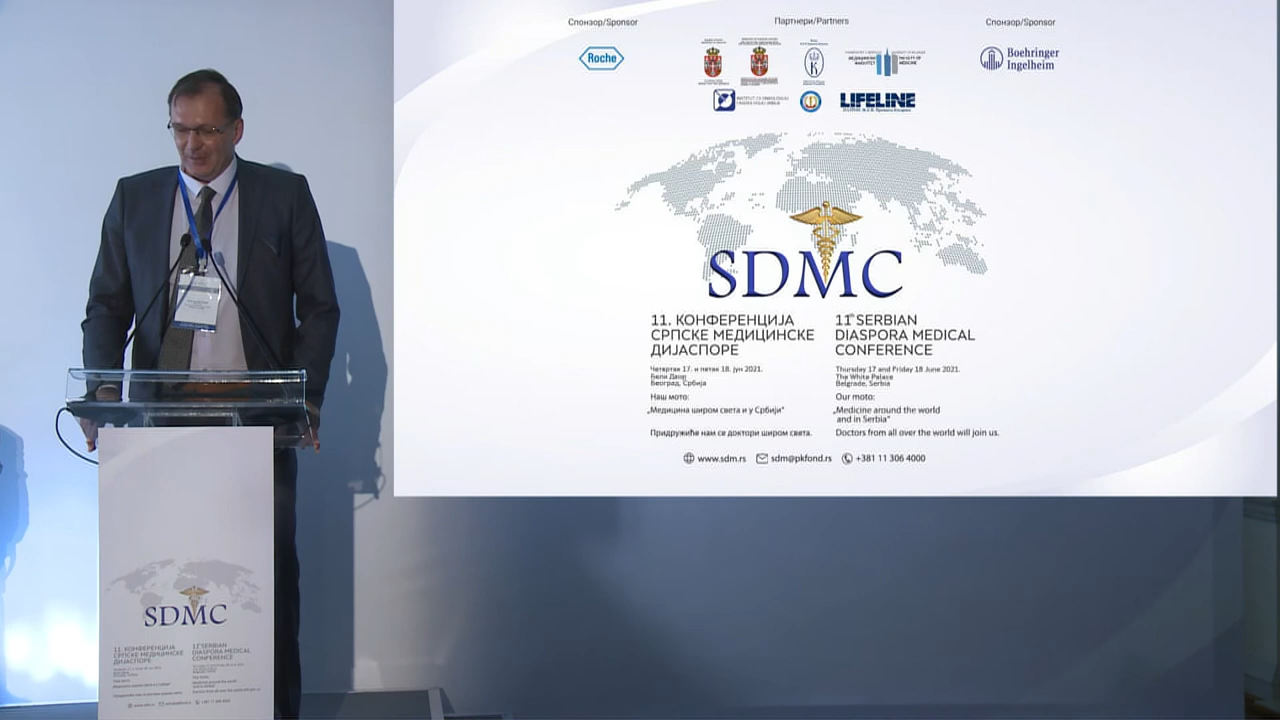 Спонзор/Sponsor
Партнери/Partners
Спонзор/Sponsor
Roche
Boehringer
Ingelheim
LIFELINE
SDMC
11. КОНФЕРЕНЦИЈА
СРПСКЕ МЕДИЦИНСКЕ
ДИЈАСПОРЕ
Четвртак 17. и петак 18. јун 2021.
Бели Двор
Београд, Србија
Наш мото:
„Медицина широм света и у Србији“
Придружиће нам се доктори широм света.
11th SERBIAN
DIASPORA MEDICAL
CONFERENCE
Thursday 17 and Friday 18 June 2021.
The White Palace
Belgrade, Serbia
Our moto:
„Medicine around the world
and in Serbia“
Doctors from all over the world will join us.
www.sdm.rs sdm@pkfond.rs +381 11 306 4000
SDMC
11. КОНФЕРЕНЦИЈА
СРПСКЕ МЕДИЦИНСКЕ
ДИЈАСПОРЕ
11th SERBIAN
DIASPORA MEDICAL
CONFERENCE